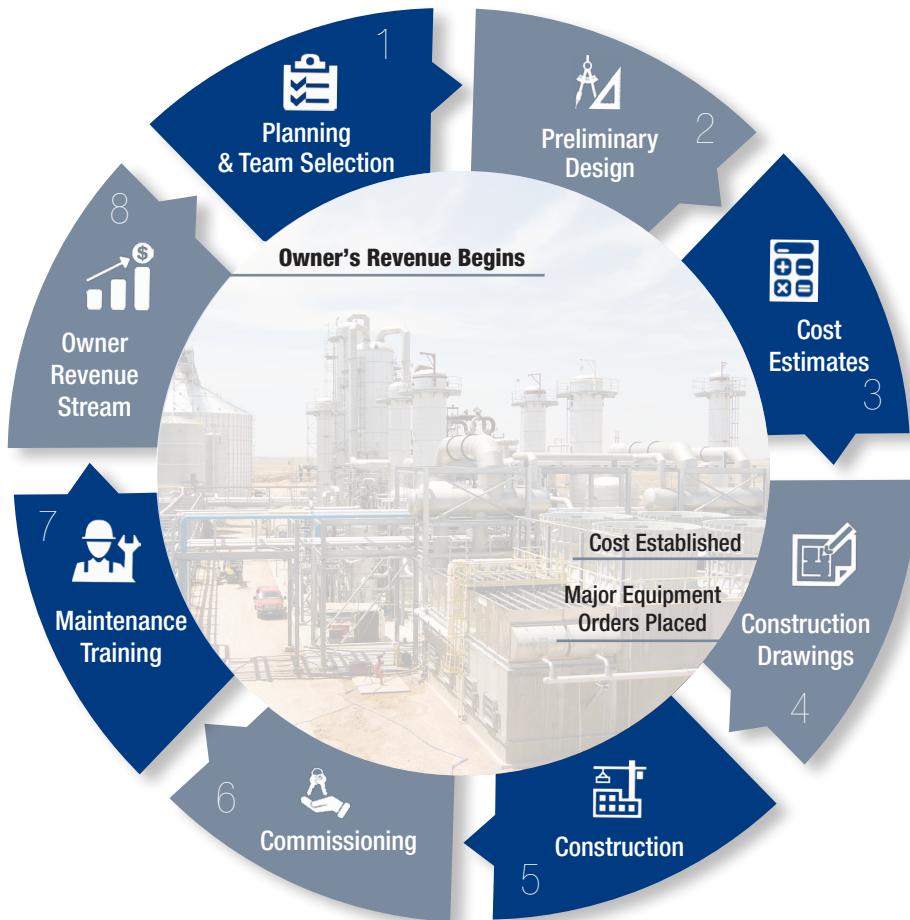 1
Planning
& Team Selection
2
Preliminary
Design
3
Cost
Estimates
4
Construction
Drawings
5
Construction
6
Commissioning
7
Maintenance
Training
8
Owner
Revenue
Stream
Owner's Revenue Begins
Cost Established
Major Equipment
Orders Placed